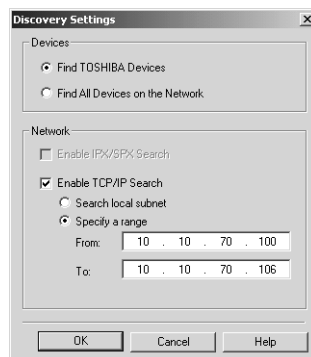 Discovery Settings
Devices
Find TOSHIBA Devices
Find All Devices on the Network
Network
Enable IPX/SPX Search
Enable TCP/IP Search
Search local subnet
Specify a range
From: 10 . 10 . 70 . 100
To: 10 . 10 . 70 . 106
OK Cancel Help